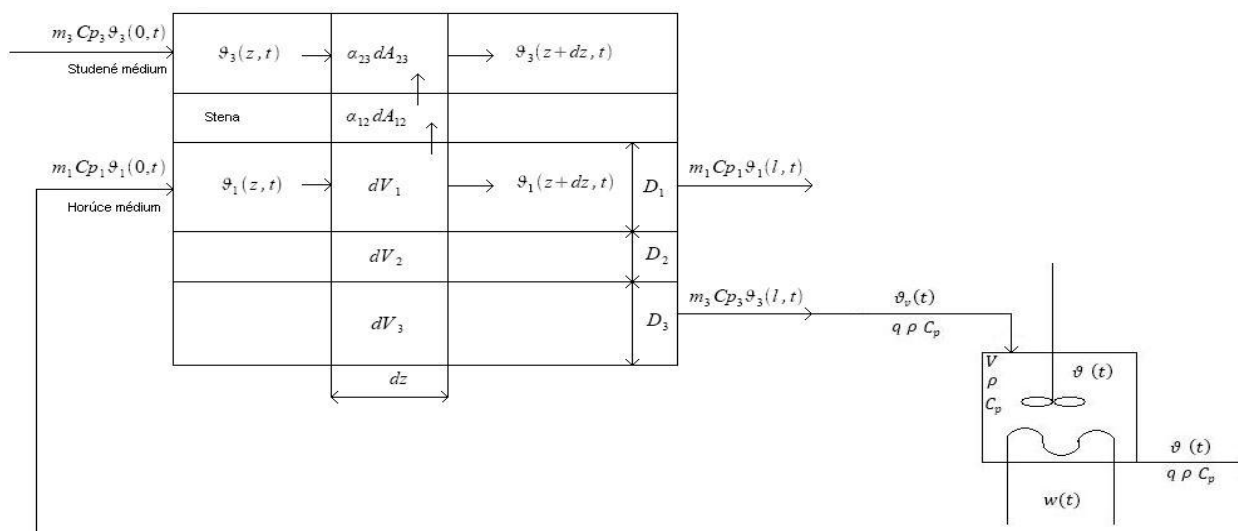 m₃ Cp₃ ϑ₃(0,t)
Studené médium
ϑ₃(z,t)
α₂₃ dA₂₃
ϑ₃(z+dz,t)
Stena
α₁₂ dA₁₂
m₁ Cp₁ ϑ₁(0,t)
Horúce médium
ϑ₁(z,t)
dV₁
ϑ₁(z+dz,t)
D₁
m₁ Cp₁ ϑ₁(l,t)
dV₂
D₂
dV₃
D₃
m₃ Cp₃ ϑ₃(l,t)
ϑᵥ(t)
q ρ Cₚ
dz
V
ρ
Cₚ
ϑ (t)
ϑ (t)
q ρ Cₚ
w(t)